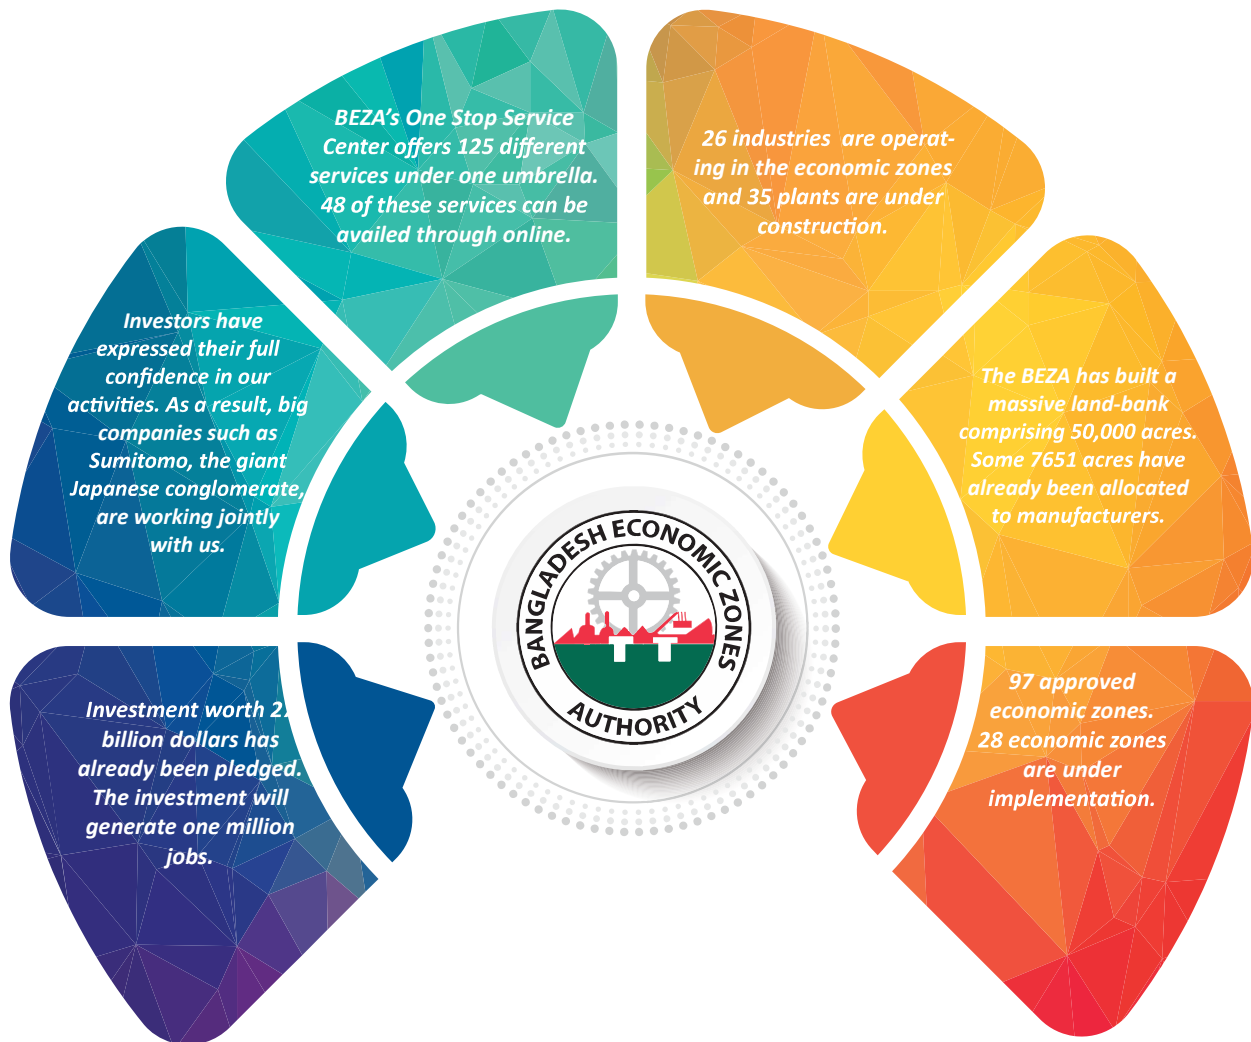 BEZA’s One Stop Service
Center offers 125 different
services under one umbrella.
48 of these services can be
availed through online.
26 industries are operat-
ing in the economic zones
and 35 plants are under
construction.
Investors have
expressed their full
confidence in our
activities. As a result, big
companies such as
Sumitomo, the giant
Japanese conglomerate,
are working jointly
with us.
The BEZA has built a
massive land-bank
comprising 50,000 acres.
Some 7651 acres have
already been allocated
to manufacturers.
BANGLADESH ECONOMIC ZONES
AUTHORITY
Investment worth
billion dollars has
already been pledged.
The investment will
generate one million
jobs.
97 approved
economic zones.
28 economic zones
are under
implementation.